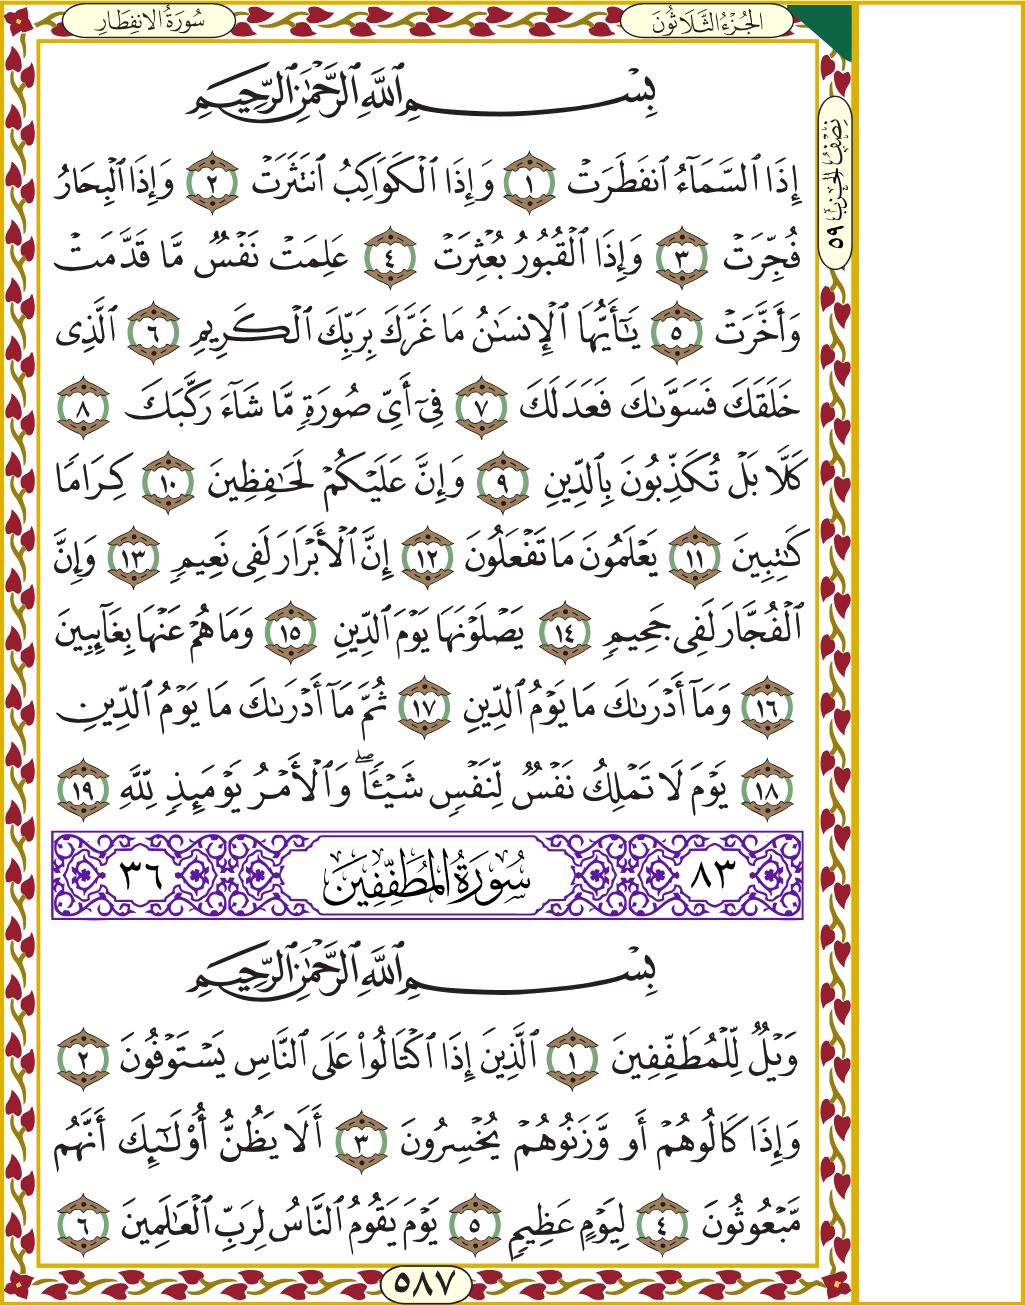 سُورَةُ الانفِطَارِ
الجُزْءُ الثَّلَاثُونَ
نِصْفُ الحِزْبِ ٥٩
بِسْمِ ٱللَّهِ ٱلرَّحْمَٰنِ ٱلرَّحِيمِ
إِذَا ٱلسَّمَآءُ ٱنفَطَرَتْ ١ وَإِذَا ٱلْكَوَاكِبُ ٱنتَثَرَتْ ٢ وَإِذَا ٱلْبِحَارُ
فُجِّرَتْ ٣ وَإِذَا ٱلْقُبُورُ بُعْثِرَتْ ٤ عَلِمَتْ نَفْسٌ مَّا قَدَّمَتْ
وَأَخَّرَتْ ٥ يَٰٓأَيُّهَا ٱلْإِنسَٰنُ مَا غَرَّكَ بِرَبِّكَ ٱلْكَرِيمِ ٦ ٱلَّذِى
خَلَقَكَ فَسَوَّىٰكَ فَعَدَلَكَ ٧ فِىٓ أَىِّ صُورَةٍ مَّا شَآءَ رَكَّبَكَ ٨
كَلَّا بَلْ تُكَذِّبُونَ بِٱلدِّينِ ٩ وَإِنَّ عَلَيْكُمْ لَحَٰفِظِينَ ١٠ كِرَامًا
كَٰتِبِينَ ١١ يَعْلَمُونَ مَا تَفْعَلُونَ ١٢ إِنَّ ٱلْأَبْرَارَ لَفِى نَعِيمٍ ١٣ وَإِنَّ
ٱلْفُجَّارَ لَفِى جَحِيمٍ ١٤ يَصْلَوْنَهَا يَوْمَ ٱلدِّينِ ١٥ وَمَا هُمْ عَنْهَا بِغَآئِبِينَ
١٦ وَمَآ أَدْرَىٰكَ مَا يَوْمُ ٱلدِّينِ ١٧ ثُمَّ مَآ أَدْرَىٰكَ مَا يَوْمُ ٱلدِّينِ
١٨ يَوْمَ لَا تَمْلِكُ نَفْسٌ لِّنَفْسٍ شَيْـًٔا ۖ وَٱلْأَمْرُ يَوْمَئِذٍ لِّلَّهِ ١٩
٨٣ سُورَةُ المُطَفِّفِينَ ٣٦
بِسْمِ ٱللَّهِ ٱلرَّحْمَٰنِ ٱلرَّحِيمِ
وَيْلٌ لِّلْمُطَفِّفِينَ ١ ٱلَّذِينَ إِذَا ٱكْتَالُوا۟ عَلَى ٱلنَّاسِ يَسْتَوْفُونَ ٢
وَإِذَا كَالُوهُمْ أَو وَّزَنُوهُمْ يُخْسِرُونَ ٣ أَلَا يَظُنُّ أُو۟لَٰٓئِكَ أَنَّهُم
مَّبْعُوثُونَ ٤ لِيَوْمٍ عَظِيمٍ ٥ يَوْمَ يَقُومُ ٱلنَّاسُ لِرَبِّ ٱلْعَٰلَمِينَ ٦
٥٨٧